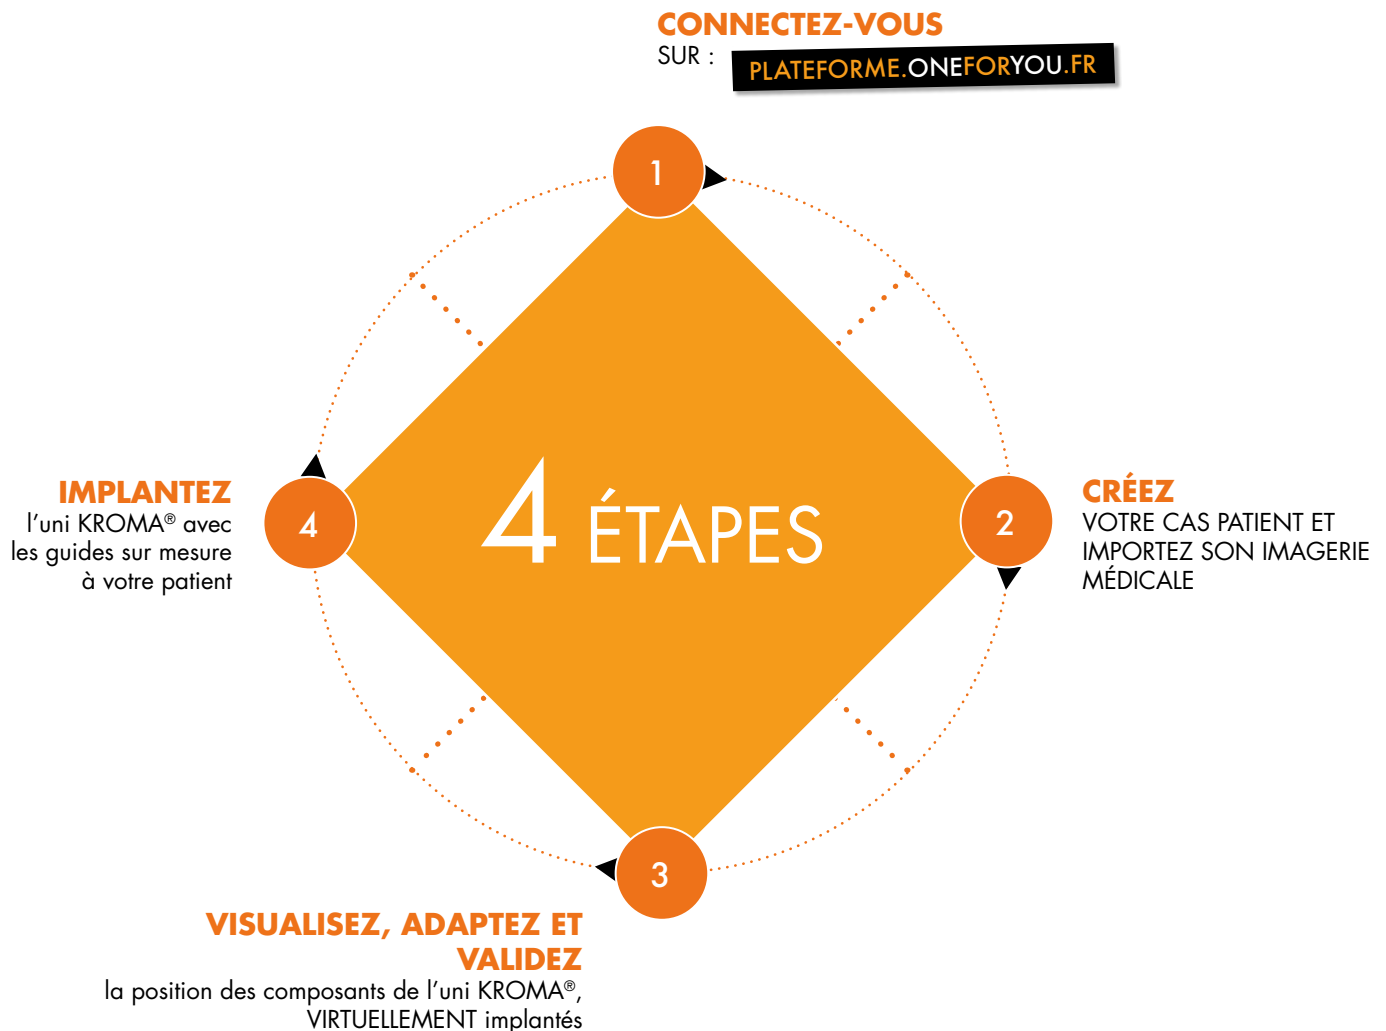 CONNECTEZ-VOUS
SUR : PLATEFORME.ONEFORYOU.FR
1
2
CRÉEZ
VOTRE CAS PATIENT ET
IMPORTEZ SON IMAGERIE
MÉDICALE
4 ÉTAPES
3
VISUALISEZ, ADAPTEZ ET
VALIDEZ
la position des composants de l’uni KROMA®,
VIRTUELLEMENT implantés
4
IMPLANTEZ
l’uni KROMA® avec
les guides sur mesure
à votre patient